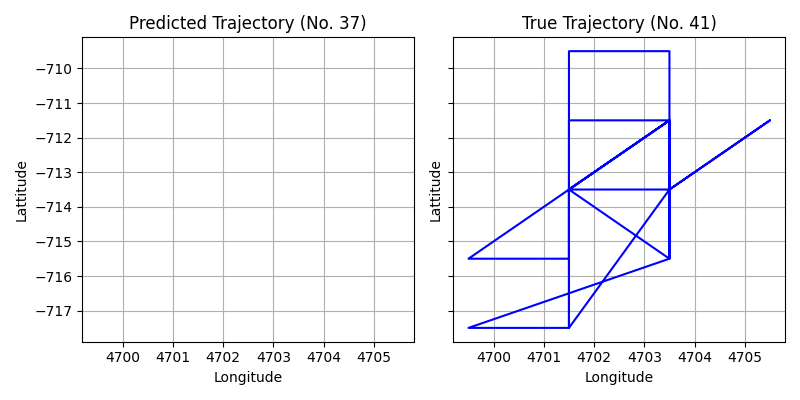 Predicted Trajectory (No. 37)
True Trajectory (No. 41)
Lattitude
−710
−711
−712
−713
−714
−715
−716
−717
4700 4701 4702 4703 4704 4705
Longitude
Lattitude
4700 4701 4702 4703 4704 4705
Longitude